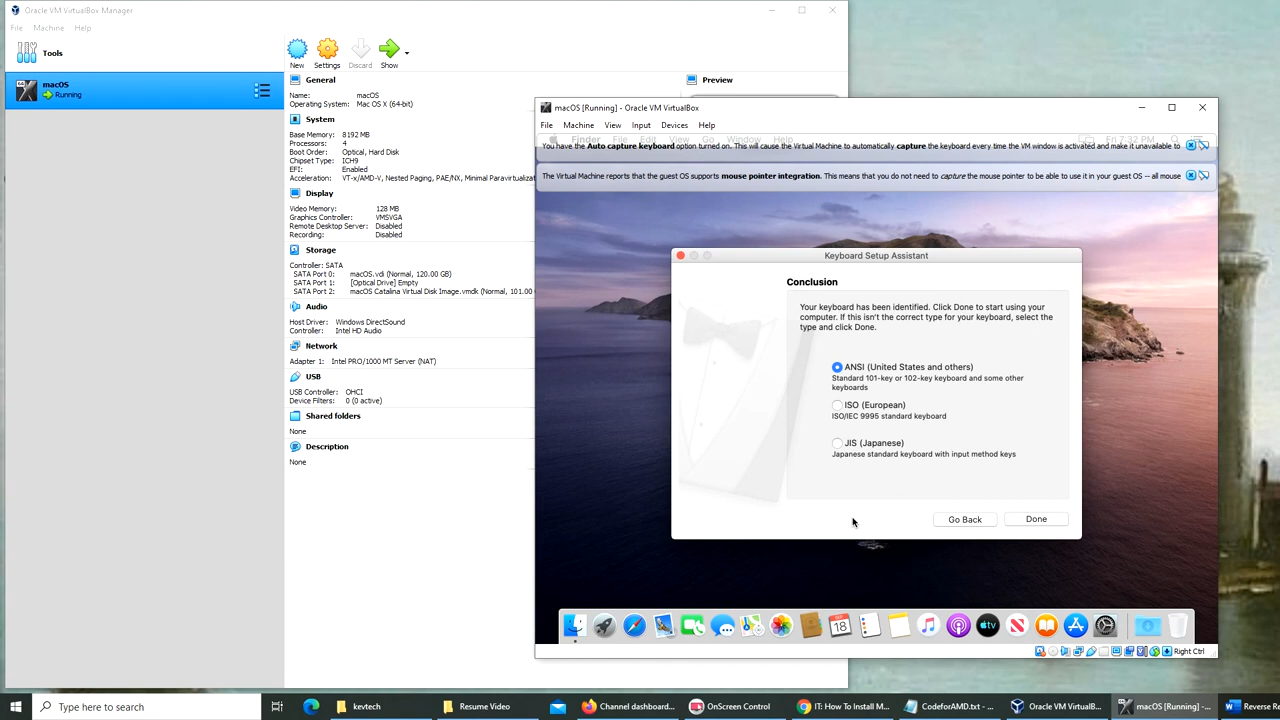 Oracle VM VirtualBox Manager
File Machine Help
Tools
New Settings Discard Show
64
macOS
Running
General
Name: macOS
Operating System: Mac OS X (64-bit)
System
Base Memory: 8192 MB
Processors: 4
Boot Order: Optical, Hard Disk
Chipset Type: ICH9
EFI: Enabled
Acceleration: VT-x/AMD-V, Nested Paging, PAE/NX, Minimal Paravirtualizat
Display
Video Memory: 128 MB
Graphics Controller: VMSVGA
Remote Desktop Server: Disabled
Recording: Disabled
Storage
Controller: SATA
SATA Port 0: macOS.vdi (Normal, 120.00 GB)
SATA Port 1: [Optical Drive] Empty
SATA Port 2: macOS Catalina Virtual Disk Image.vmdk (Normal, 101.00
Audio
Host Driver: Windows DirectSound
Controller: Intel HD Audio
Network
Adapter 1: Intel PRO/1000 MT Server (NAT)
USB
USB Controller: OHCI
Device Filters: 0 (0 active)
Shared folders
None
Description
None
Preview
macOS [Running] - Oracle VM VirtualBox
File Machine View Input Devices Help
Finder File Edit View Go Window Help Fri 7:32 PM
You have the Auto capture keyboard option turned on. This will cause the Virtual Machine to automatically capture the keyboard every time the VM window is activated and make it unavailable to
The Virtual Machine reports that the guest OS supports mouse pointer integration. This means that you do not need to capture the mouse pointer to be able to use it in your guest OS -- all mouse
Keyboard Setup Assistant
Conclusion
Your keyboard has been identified. Click Done to start using your
computer. If this isn't the correct type for your keyboard, select the
type and click Done.
ANSI (United States and others)
Standard 101-key or 102-key keyboard and some other
keyboards
ISO (European)
ISO/IEC 9995 standard keyboard
JIS (Japanese)
Japanese standard keyboard with input method keys
Go Back Done
18
tv
Right Ctrl
Type here to search
kevtech
Resume Video
Channel dashboard...
OnScreen Control
IT: How To Install M...
CodeforAMD.txt - ...
Oracle VM VirtualB...
macOS [Running] -...
Reverse Re